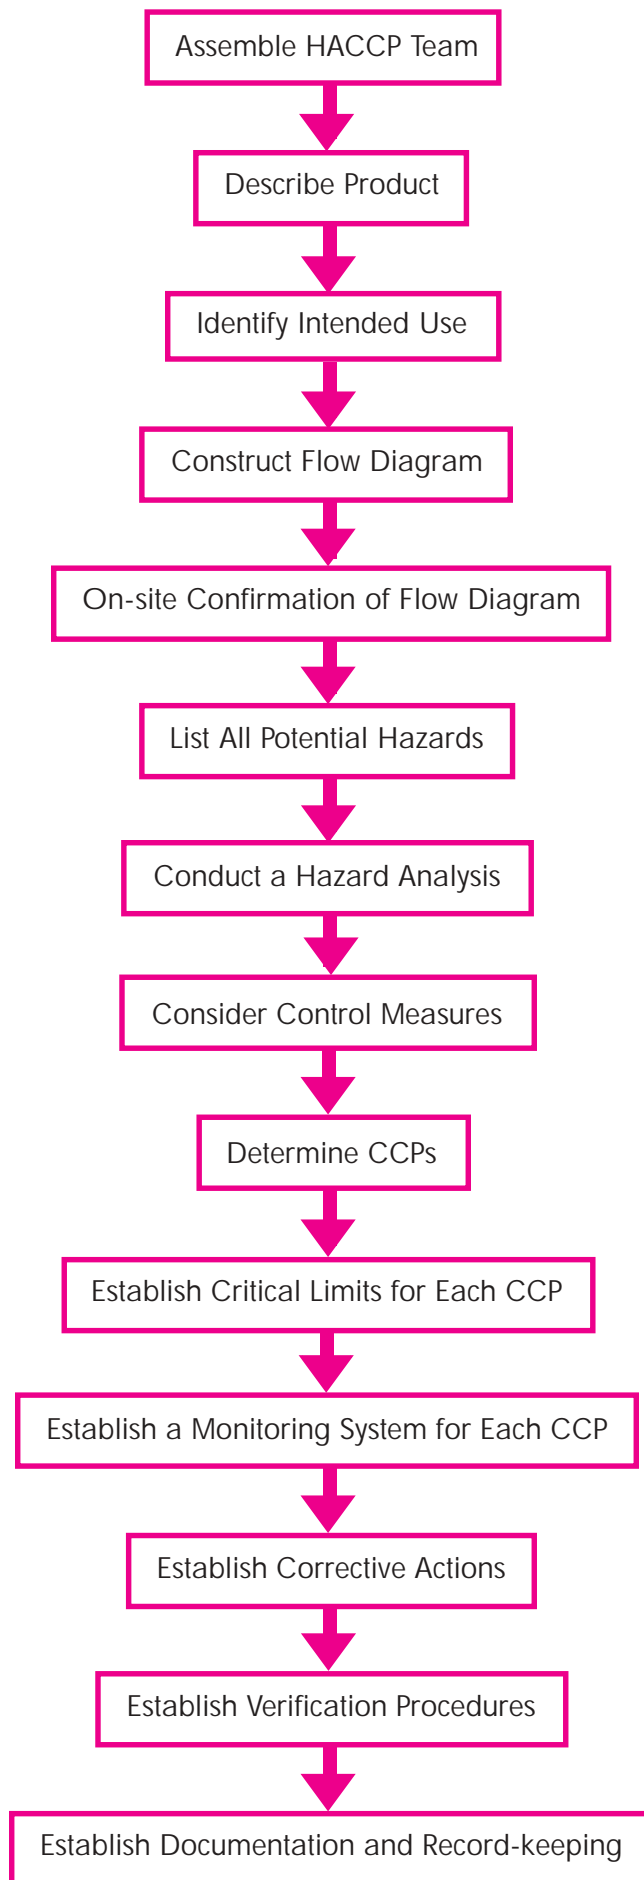 Assemble HACCP Team
Describe Product
Identify Intended Use
Construct Flow Diagram
On-site Confirmation of Flow Diagram
List All Potential Hazards
Conduct a Hazard Analysis
Consider Control Measures
Determine CCPs
Establish Critical Limits for Each CCP
Establish a Monitoring System for Each CCP
Establish Corrective Actions
Establish Verification Procedures
Establish Documentation and Record-keeping